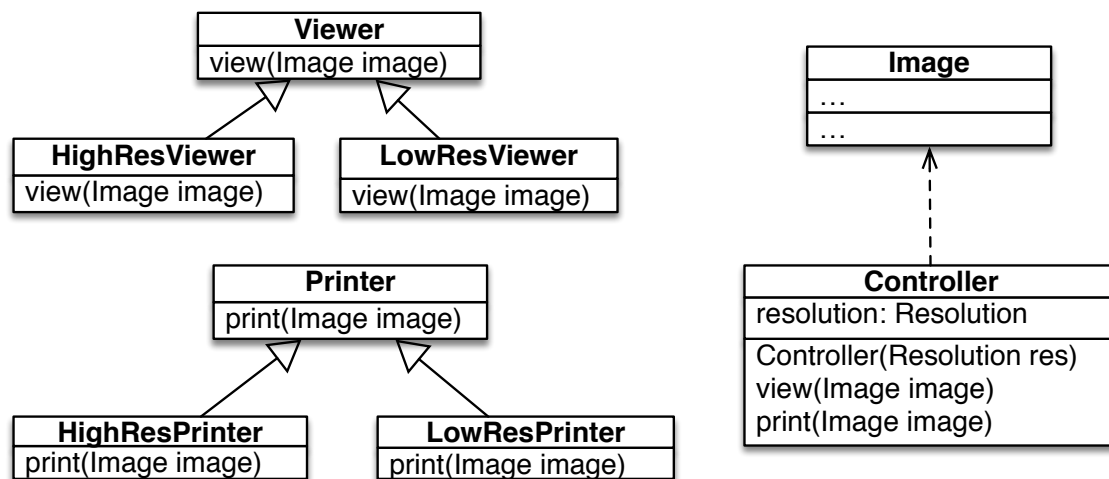 Viewer
view(Image image)
HighResViewer
view(Image image)
LowResViewer
view(Image image)
Printer
print(Image image)
HighResPrinter
print(Image image)
LowResPrinter
print(Image image)
Image
…
…
Controller
resolution: Resolution
Controller(Resolution res)
view(Image image)
print(Image image)